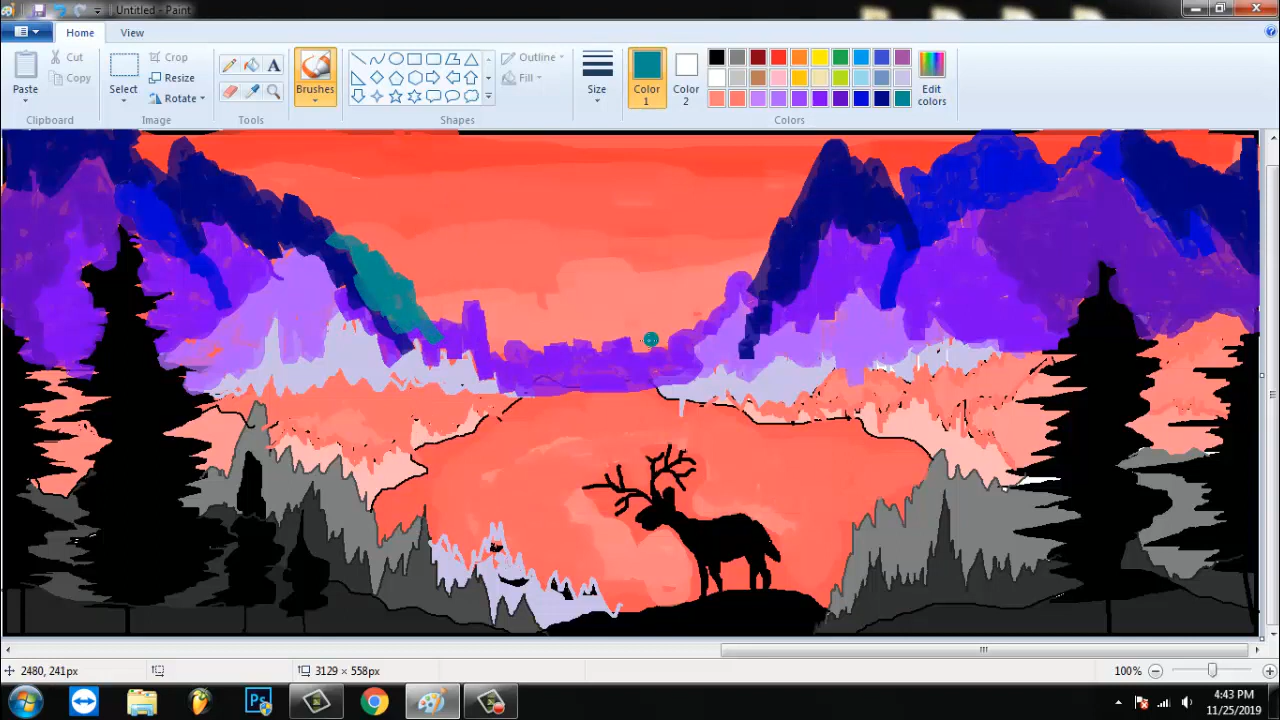 Untitled - Paint
Home View
Paste
Cut
Copy
Clipboard
Select
Crop
Resize
Rotate
Image
A
Tools
Brushes
Outline
Fill
Shapes
Size
Color
1
Color
2
Edit
colors
Colors
2480, 241px
3129 × 558px
100%
Ps
4:43 PM
11/25/2019